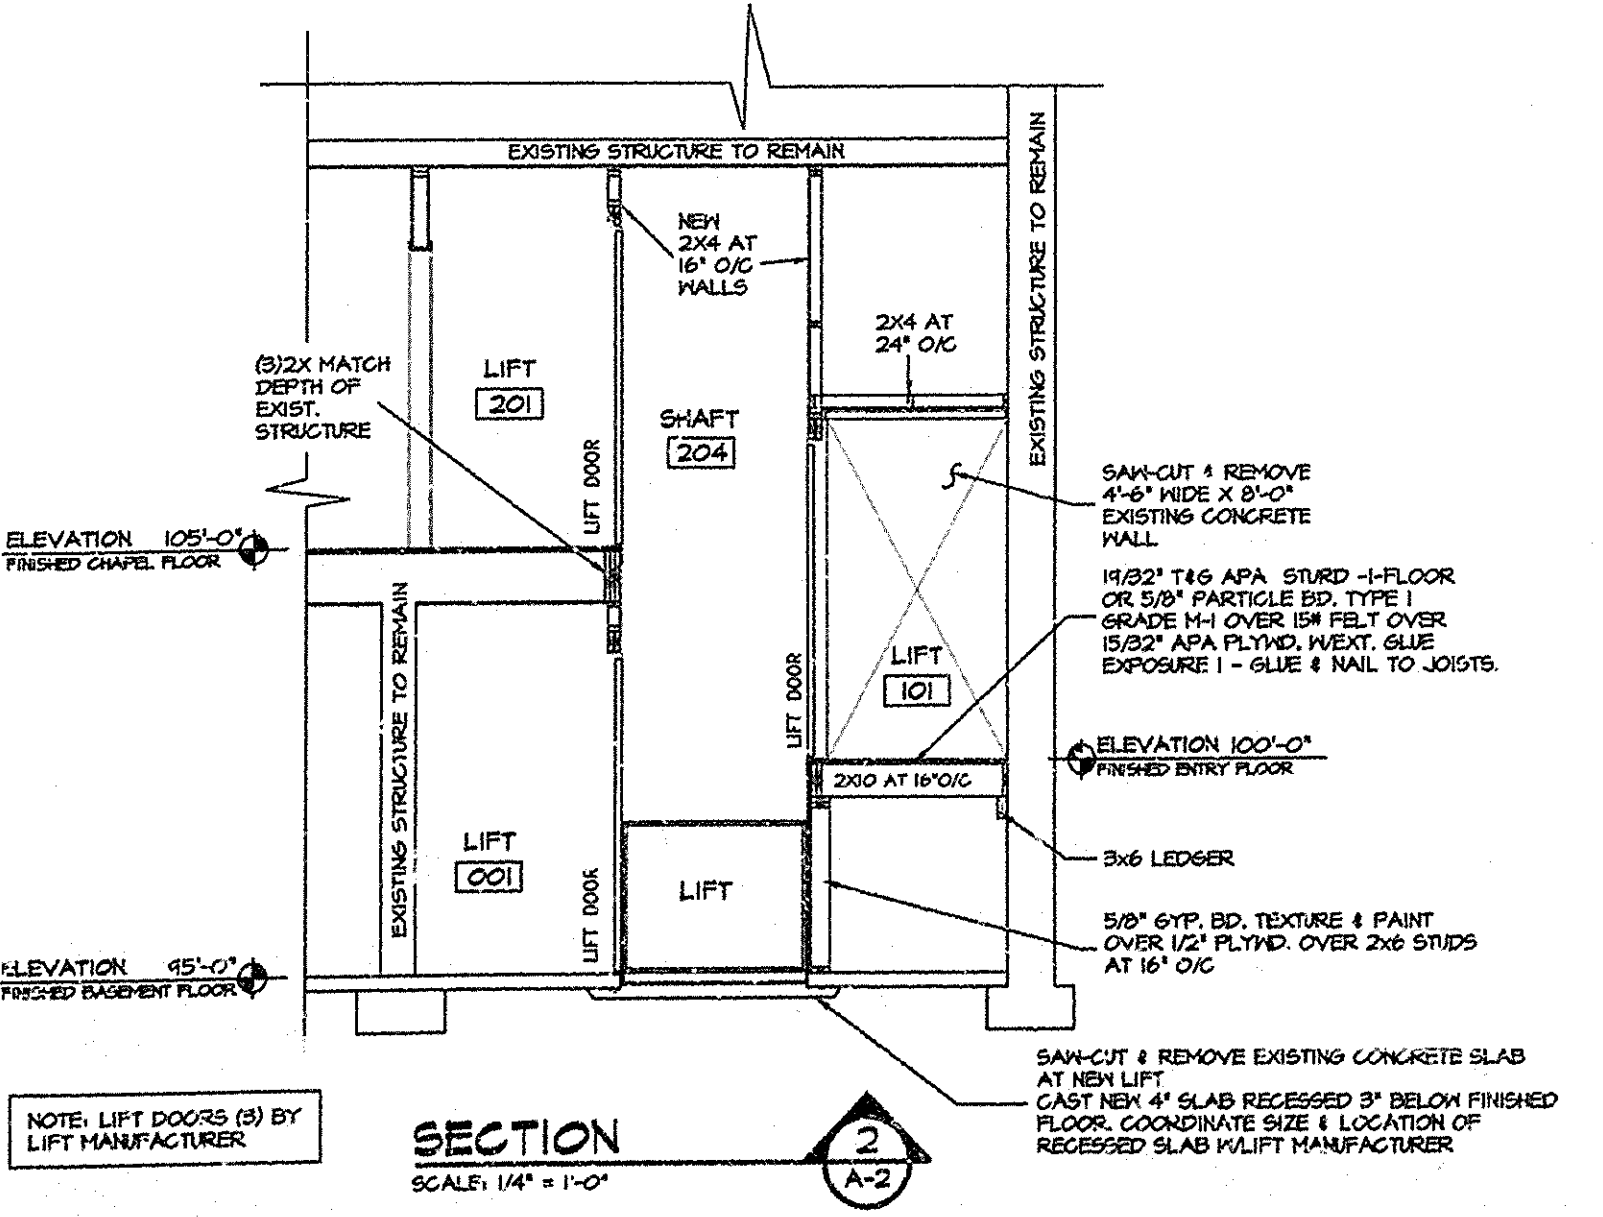 EXISTING STRUCTURE TO REMAIN
EXISTING STRUCTURE TO REMAIN
NEW
2X4 AT
16" O/C
WALLS
2X4 AT
24" O/C
(3)2X MATCH
DEPTH OF
EXIST.
STRUCTURE
LIFT
201
SHAFT
204
LIFT DOOR
SAW-CUT & REMOVE
4'-6" WIDE X 8'-0"
EXISTING CONCRETE
WALL
ELEVATION 105'-0"
FINISHED CHAPEL FLOOR
19/32" T&G APA STURD -I-FLOOR
OR 5/8" PARTICLE BD. TYPE 1
GRADE M-1 OVER 15# FELT OVER
15/32" APA PLYWD. W/EXT. GLUE
EXPOSURE 1 - GLUE & NAIL TO JOISTS.
EXISTING STRUCTURE TO REMAIN
LIFT
101
LIFT DOOR
ELEVATION 100'-0"
FINISHED ENTRY FLOOR
2X10 AT 16"O/C
LIFT
001
LIFT DOOR
LIFT
3x6 LEDGER
5/8" GYP. BD. TEXTURE & PAINT
OVER 1/2" PLYWD. OVER 2x6 STUDS
AT 16" O/C
ELEVATION 95'-0"
FINISHED BASEMENT FLOOR
SAW-CUT & REMOVE EXISTING CONCRETE SLAB
AT NEW LIFT
CAST NEW 4" SLAB RECESSED 3" BELOW FINISHED
FLOOR. COORDINATE SIZE & LOCATION OF
RECESSED SLAB W/LIFT MANUFACTURER
NOTE: LIFT DOORS (3) BY
LIFT MANUFACTURER
SECTION
SCALE: 1/4" = 1'-0"
2
A-2